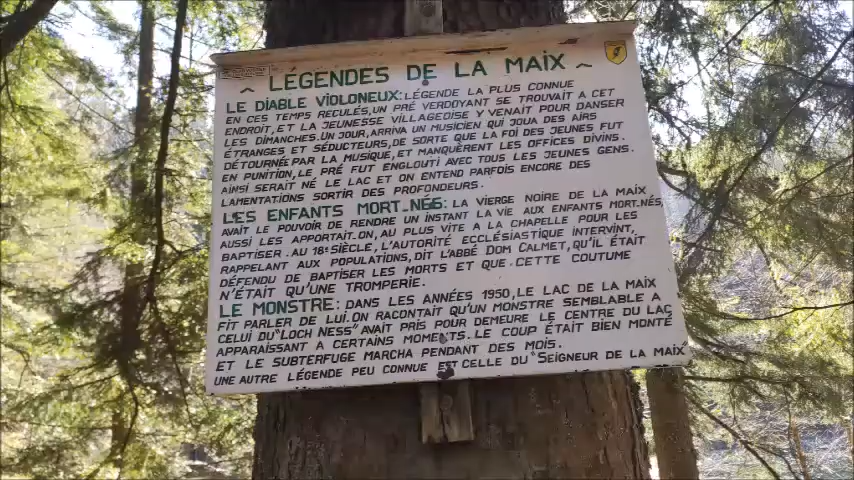 ~ LÉGENDES DE LA MAIX ~
LE DIABLE VIOLONEUX: LÉGENDE LA PLUS CONNUE
EN CES TEMPS RECULÉS, UN PRÉ VERDOYANT SE TROUVAIT A CET
ENDROIT, ET LA JEUNESSE VILLAGEOISE Y VENAIT POUR DANSER
LES DIMANCHES. UN JOUR, ARRIVA UN MUSICIEN QUI JOUA DES AIRS
ÉTRANGES ET SÉDUCTEURS, DE SORTE QUE LA FOI DES JEUNES FUT
DÉTOURNÉE PAR LA MUSIQUE, ET MANQUÈRENT LES OFFICES DIVINS.
EN PUNITION, LE PRÉ FUT ENGLOUTI AVEC TOUS LES JEUNES GENS.
AINSI SERAIT NÉ LE LAC ET ON ENTEND PARFOIS ENCORE DES
LAMENTATIONS SORTIR DES PROFONDEURS.
LES ENFANTS MORT_NÉS: LA VIERGE NOIRE DE LA MAIX
AVAIT LE POUVOIR DE RENDRE UN INSTANT LA VIE AUX ENFANTS MORT_NÉS,
AUSSI LES APPORTAIT_ON, AU PLUS VITE A LA CHAPELLE POUR LES
BAPTISER. AU 18e SIÈCLE, L'AUTORITÉ ECCLÉSIASTIQUE INTERVINT,
RAPPELANT AUX POPULATIONS, DIT L'ABBÉ DOM CALMET, QU'IL ÉTAIT
DÉFENDU DE BAPTISER LES MORTS ET QUE. CETTE COUTUME
N'ÉTAIT QU'UNE TROMPERIE.
LE MONSTRE: DANS LES ANNÉES 1950, LE LAC DE LA MAIX
FIT PARLER DE LUI. ON RACONTAIT QU'UN MONSTRE SEMBLABLE A
CELUI DU "LOCH NESS" AVAIT PRIS POUR DEMEURE LE CENTRE DU LAC
APPARAISSANT A CERTAINS MOMENTS. LE COUP ÉTAIT BIEN MONTÉ
ET LE SUBTERFUGE MARCHA PENDANT DES MOIS.
UNE AUTRE LÉGENDE PEU CONNUE EST CELLE DU "SEIGNEUR DE LA MAIX